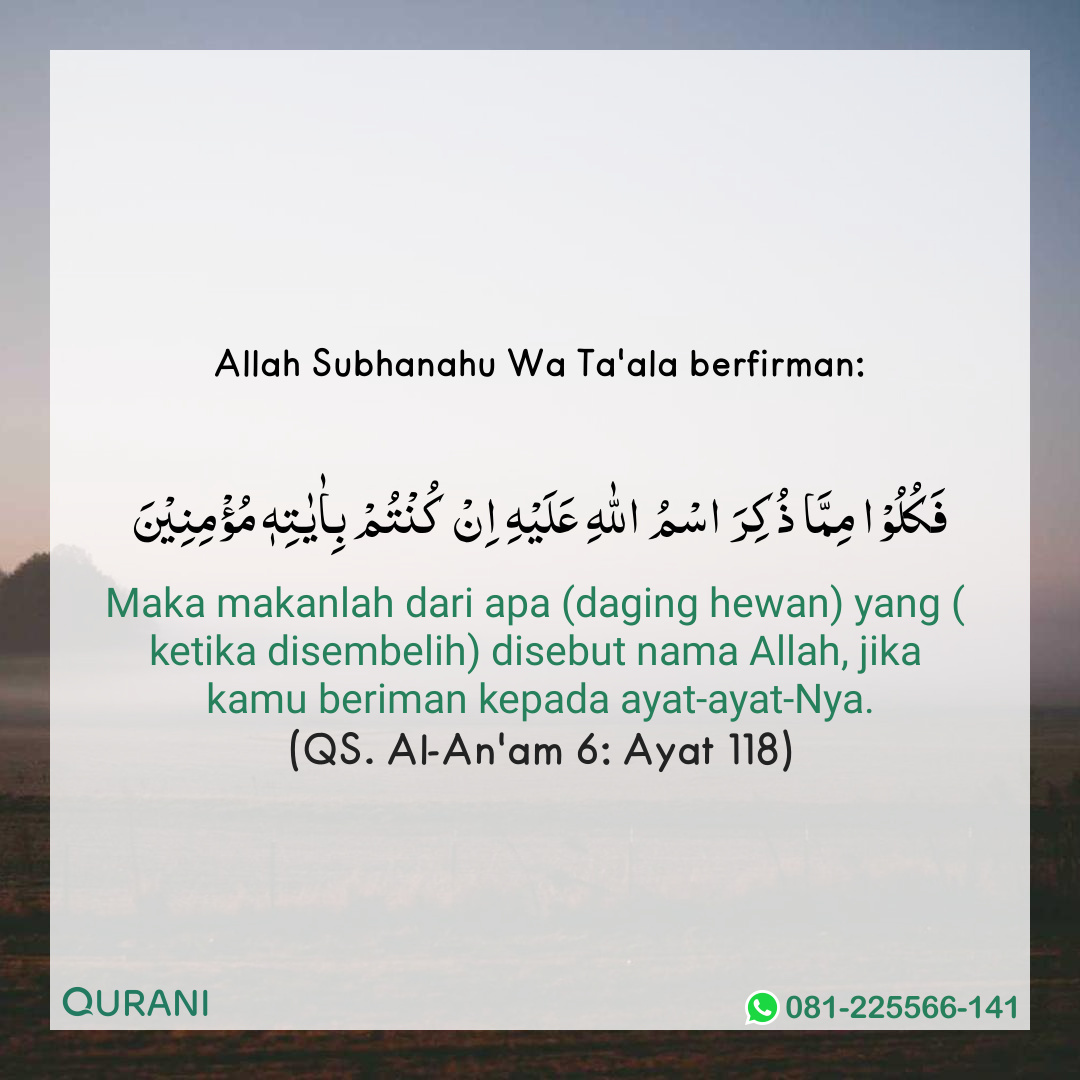 Allah Subhanahu Wa Ta'ala berfirman:
فَكُلُوْا مِمَّا ذُكِرَ اسْمُ اللّٰهِ عَلَيْهِ اِنْ كُنْتُمْ بِاٰيٰتِهٖ مُؤْمِنِيْنَ
Maka makanlah dari apa (daging hewan) yang (
ketika disembelih) disebut nama Allah, jika
kamu beriman kepada ayat-ayat-Nya.
(QS. Al-An'am 6: Ayat 118)
QURANI
081-225566-141